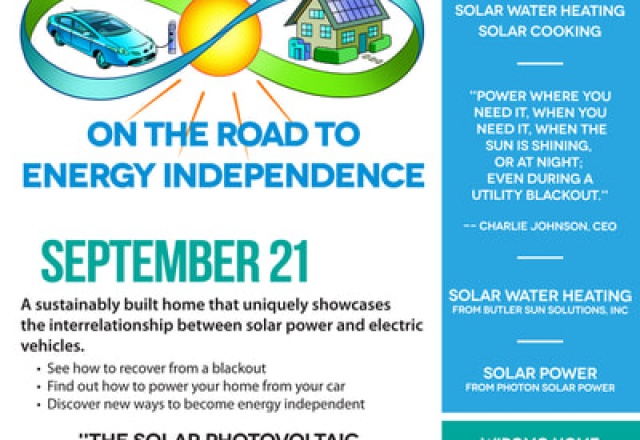 ON THE ROAD TO
ENERGY INDEPENDENCE
SEPTEMBER 21
A sustainably built home that uniquely showcases
the interrelationship between solar power and electric
vehicles.
• See how to recover from a blackout
• Find out how to power your home from your car
• Discover new ways to become energy independent
"THE SOLAR PHOTOVOLTAIC
SOLAR WATER HEATING
SOLAR COOKING
"POWER WHERE YOU
NEED IT, WHEN YOU
NEED IT, WHEN THE
SUN IS SHINING,
OR AT NIGHT;
EVEN DURING A
UTILITY BLACKOUT."
-- CHARLIE JOHNSON, CEO
SOLAR WATER HEATING
FROM BUTLER SUN SOLUTIONS, INC
SOLAR POWER
FROM PHOTON SOLAR POWER